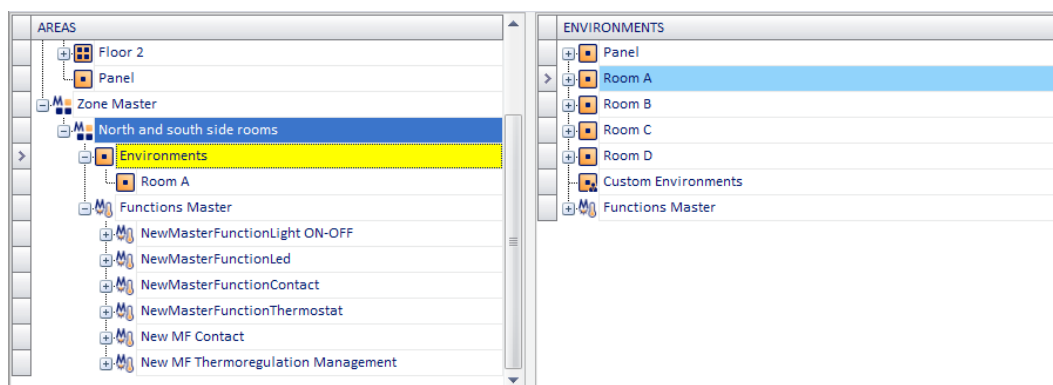 AREAS
Floor 2
Panel
Zone Master
North and south side rooms
Environments
Room A
Functions Master
NewMasterFunctionLight ON-OFF
NewMasterFunctionLed
NewMasterFunctionContact
NewMasterFunctionThermostat
New MF Contact
New MF Thermoregulation Management
ENVIRONMENTS
Panel
Room A
Room B
Room C
Room D
Custom Environments
Functions Master